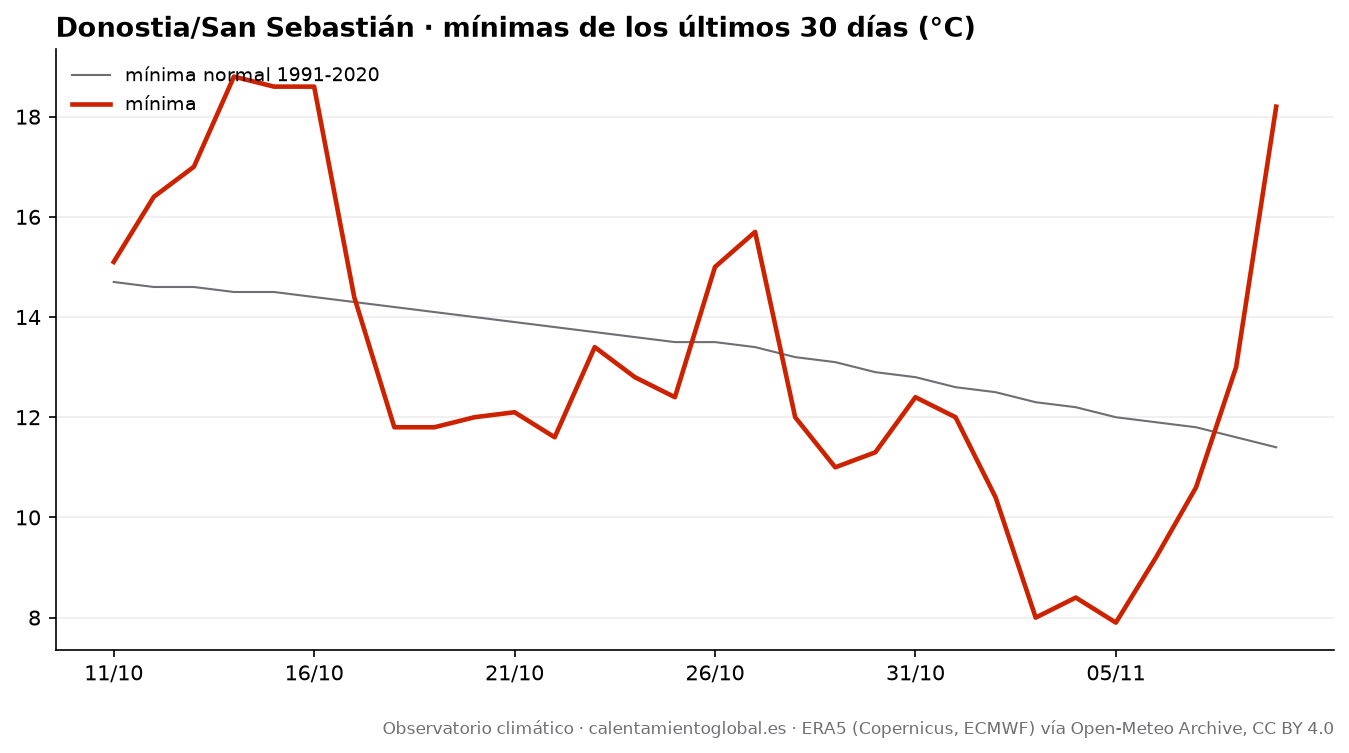 Donostia/San Sebastián · mínimas de los últimos 30 días (°C)
mínima normal 1991-2020
mínima
18
16
14
12
10
8
11/10 16/10 21/10 26/10 31/10 05/11
Observatorio climático · calentamientoglobal.es · ERA5 (Copernicus, ECMWF) vía Open-Meteo Archive, CC BY 4.0